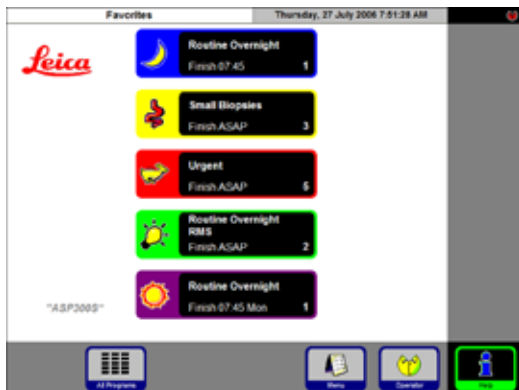 Favorites
Thursday, 27 July 2006 7:51:28 AM
Leica
Routine Overnight
Finish 07:45 1
Small Biopsies
Finish ASAP 3
Urgent
Finish ASAP 5
Routine Overnight
RMS
Finish ASAP 2
Routine Overnight
Finish 07:45 Mon 1
"ASP300S"
All Programs
Menu
Operator
Help